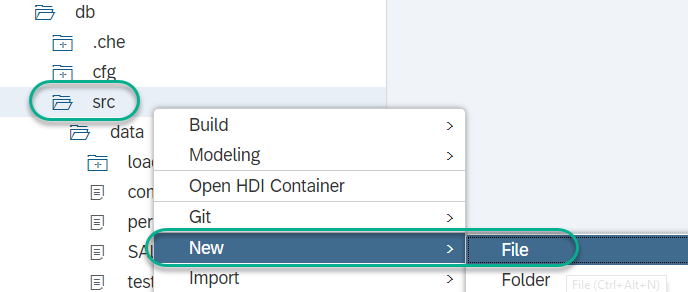 db
.che
cfg
src
data
loa
com
per
SA
test
Build
Modeling
Open HDI Container
Git
New
Import
File
Folder
File (Ctrl+Alt+N)